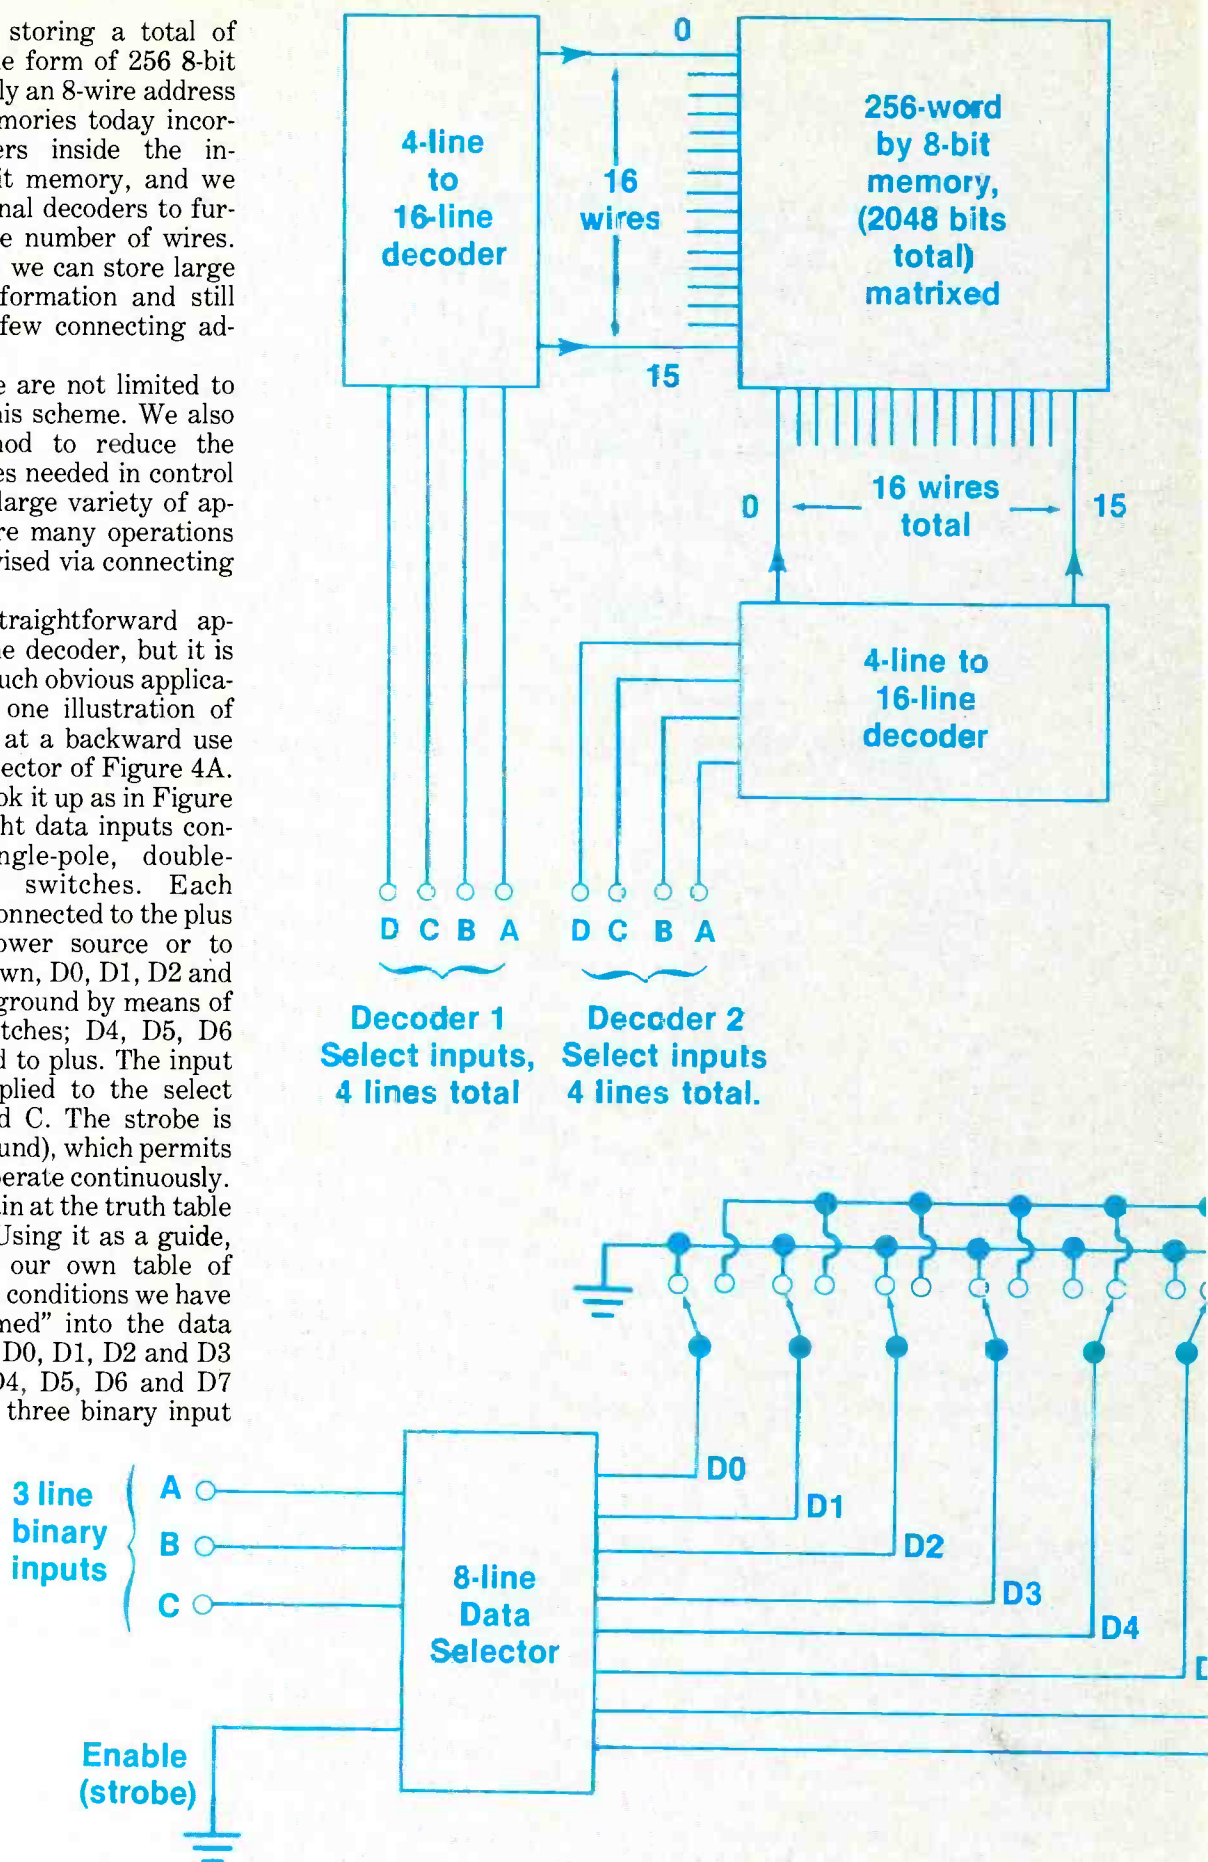 storing a total of
e form of 256 8-bit
ly an 8-wire address
mories today incor-
ers inside the in-
it memory, and we
nal decoders to fur-
e number of wires.
we can store large
formation and still
few connecting ad-
e are not limited to
his scheme. We also
nod to reduce the
es needed in control
large variety of ap-
re many operations
vised via connecting
traightforward ap-
ne decoder, but it is
uch obvious applica-
one illustration of
at a backward use
ector of Figure 4A.
ok it up as in Figure
ht data inputs con-
ngle-pole, double-
switches. Each
onnected to the plus
ower source or to
wn, D0, D1, D2 and
ground by means of
tches; D4, D5, D6
d to plus. The input
plied to the select
d C. The strobe is
und), which permits
perate continuously.
in at the truth table
Using it as a guide,
our own table of
conditions we have
ned” into the data
D0, D1, D2 and D3
D4, D5, D6 and D7
three binary input
4-line
to
16-line
decoder
0
16
wires
15
256-word
by 8-bit
memory,
(2048 bits
total)
matrixed
0
16 wires
total
15
4-line to
16-line
decoder
D C B A
D C B A
Decoder 1
Select inputs,
4 lines total
Decoder 2
Select inputs
4 lines total.
3 line
binary
inputs
A
B
C
8-line
Data
Selector
D0
D1
D2
D3
D4
Enable
(strobe)